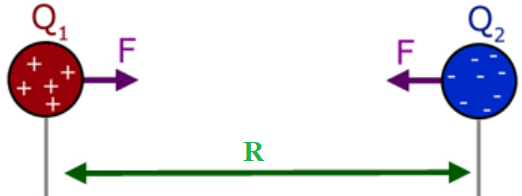 Q₁ Q₂
F F
+ + + + +
- - - - - - - -
R